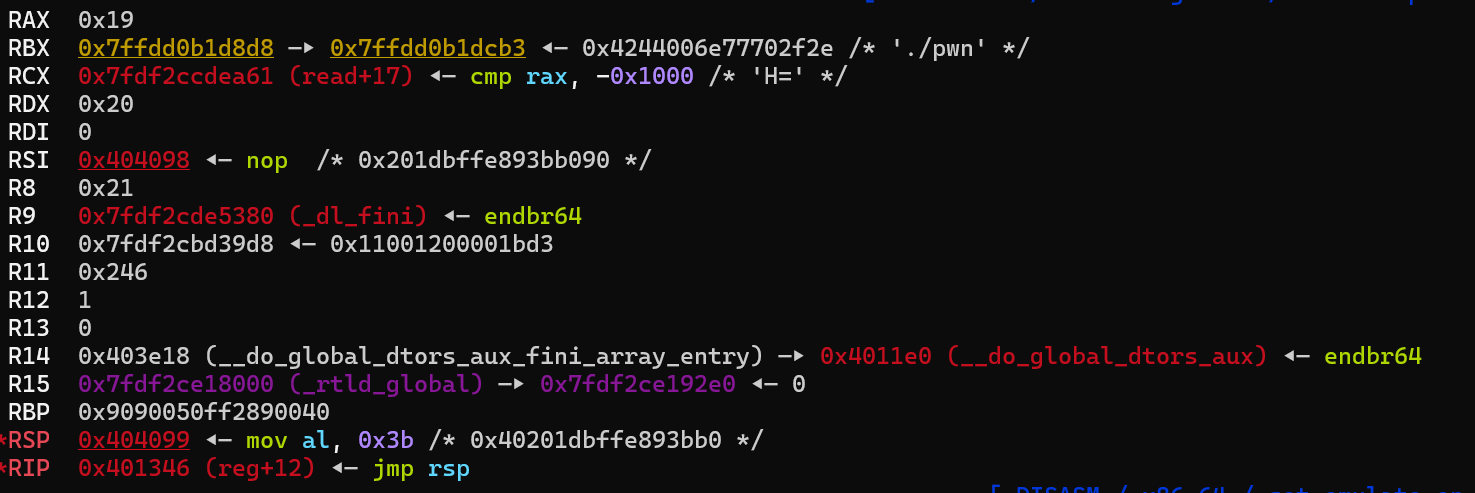 RAX 0x19
RBX 0x7ffdd0b1d8d8 —▸ 0x7ffdd0b1dcb3 ◂— 0x4244006e77702f2e /* './pwn' */
RCX 0x7fdf2ccdea61 (read+17) ◂— cmp rax, -0x1000 /* 'H=' */
RDX 0x20
RDI 0
RSI 0x404098 ◂— nop /* 0x201dbffe893bb090 */
R8 0x21
R9 0x7fdf2cde5380 (_dl_fini) ◂— endbr64
R10 0x7fdf2cbd39d8 ◂— 0x11001200001bd3
R11 0x246
R12 1
R13 0
R14 0x403e18 (__do_global_dtors_aux_fini_array_entry) —▸ 0x4011e0 (__do_global_dtors_aux) ◂— endbr64
R15 0x7fdf2ce18000 (_rtld_global) —▸ 0x7fdf2ce192e0 ◂— 0
RBP 0x9090050ff2890040
*RSP 0x404099 ◂— mov al, 0x3b /* 0x40201dbffe893bb0 */
*RIP 0x401346 (reg+12) ◂— jmp rsp